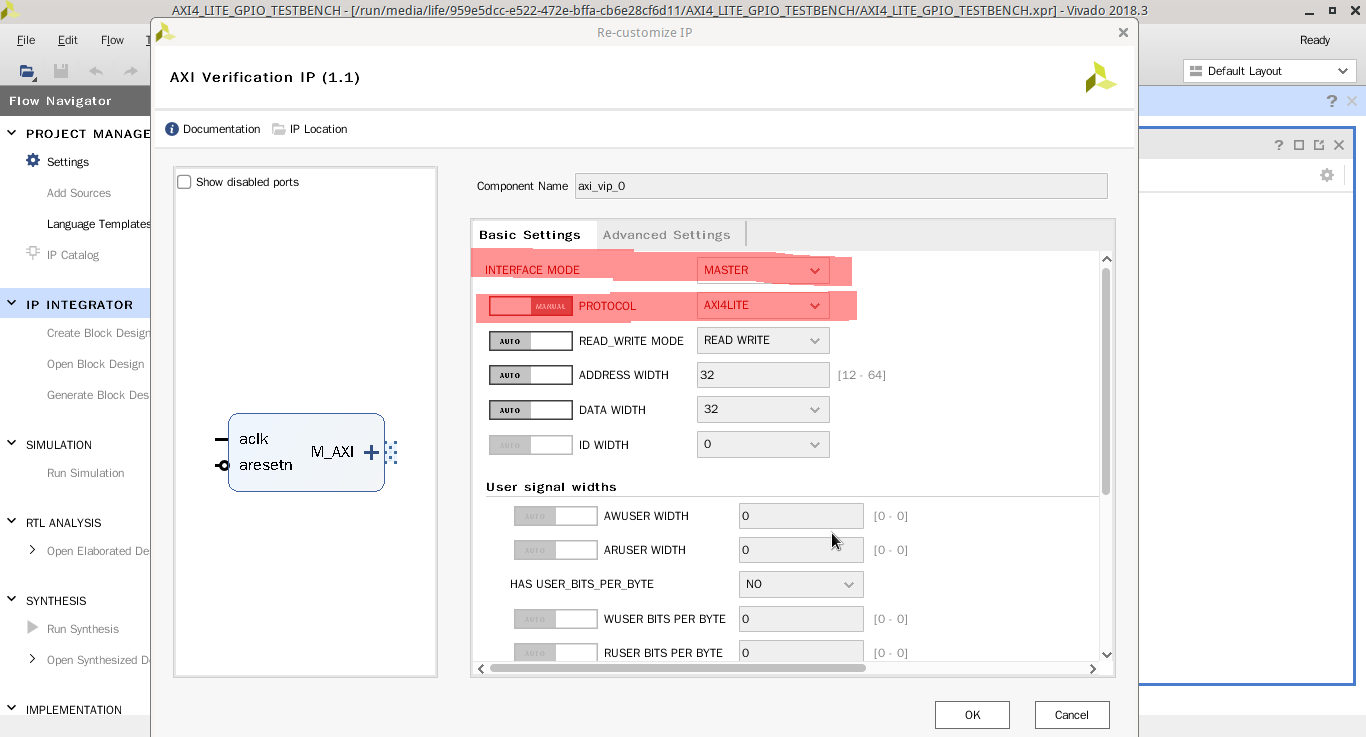 AXI4_LITE_GPIO_TESTBENCH - [/run/media/life/959e5dcc-e522-472e-bffa-cb6e28cf6d11/AXI4_LITE_GPIO_TESTBENCH/AXI4_LITE_GPIO_TESTBENCH.xpr] - Vivado 2018.3
File Edit Flow
Ready
Default Layout
Flow Navigator
PROJECT MANAGE
Settings
Add Sources
Language Templates
IP Catalog
IP INTEGRATOR
Create Block Design
Open Block Design
Generate Block Des
SIMULATION
Run Simulation
RTL ANALYSIS
Open Elaborated De
SYNTHESIS
Run Synthesis
Open Synthesized D
IMPLEMENTATION
Re-customize IP
AXI Verification IP (1.1)
Documentation IP Location
Show disabled ports
aclk
aresetn
M_AXI
Component Name axi_vip_0
Basic Settings Advanced Settings
INTERFACE MODE MASTER
MANUAL PROTOCOL AXI4LITE
AUTO READ_WRITE MODE READ WRITE
AUTO ADDRESS WIDTH 32 [12 - 64]
AUTO DATA WIDTH 32
AUTO ID WIDTH 0
User signal widths
AUTO AWUSER WIDTH 0 [0 - 0]
AUTO ARUSER WIDTH 0 [0 - 0]
HAS USER_BITS_PER_BYTE NO
AUTO WUSER BITS PER BYTE 0 [0 - 0]
AUTO RUSER BITS PER BYTE 0 [0 - 0]
OK Cancel